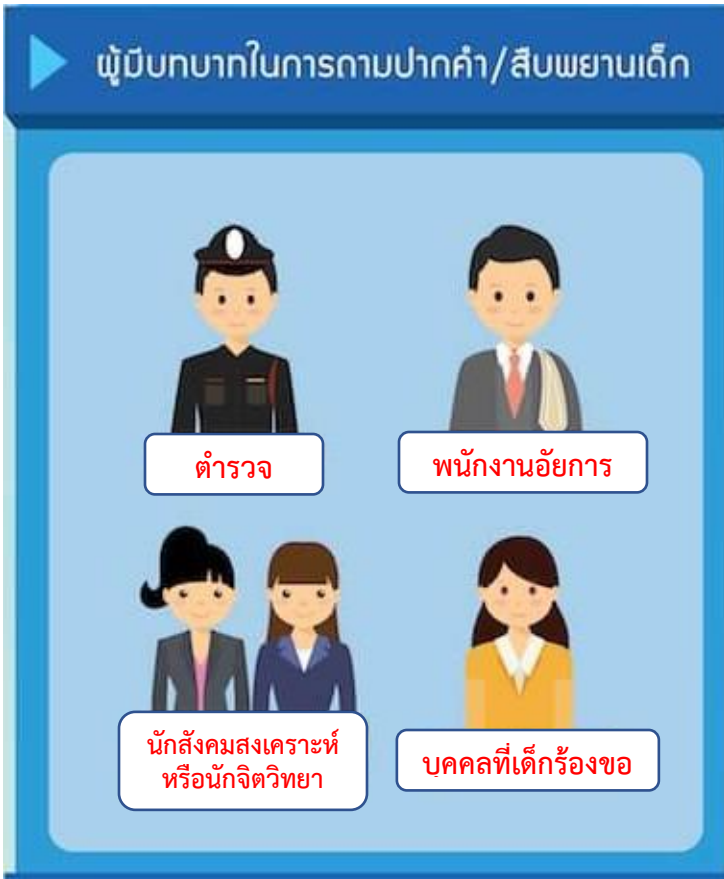 ผู้มีบทบาทในการถามปากคำ/สืบพยานเด็ก
ตำรวจ
พนักงานอัยการ
นักสังคมสงเคราะห์
หรือนักจิตวิทยา
บุคคลที่เด็กร้องขอ